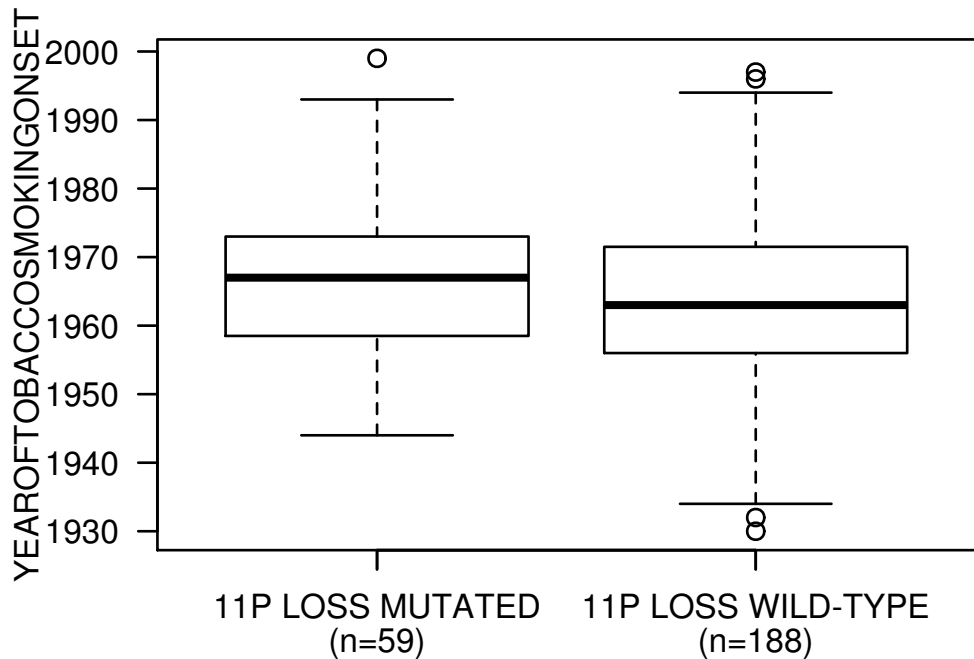 YEAROFTOBACCOSMOKINGONSET
2000
1990
1980
1970
1960
1950
1940
1930
11P LOSS MUTATED
(n=59)
11P LOSS WILD-TYPE
(n=188)